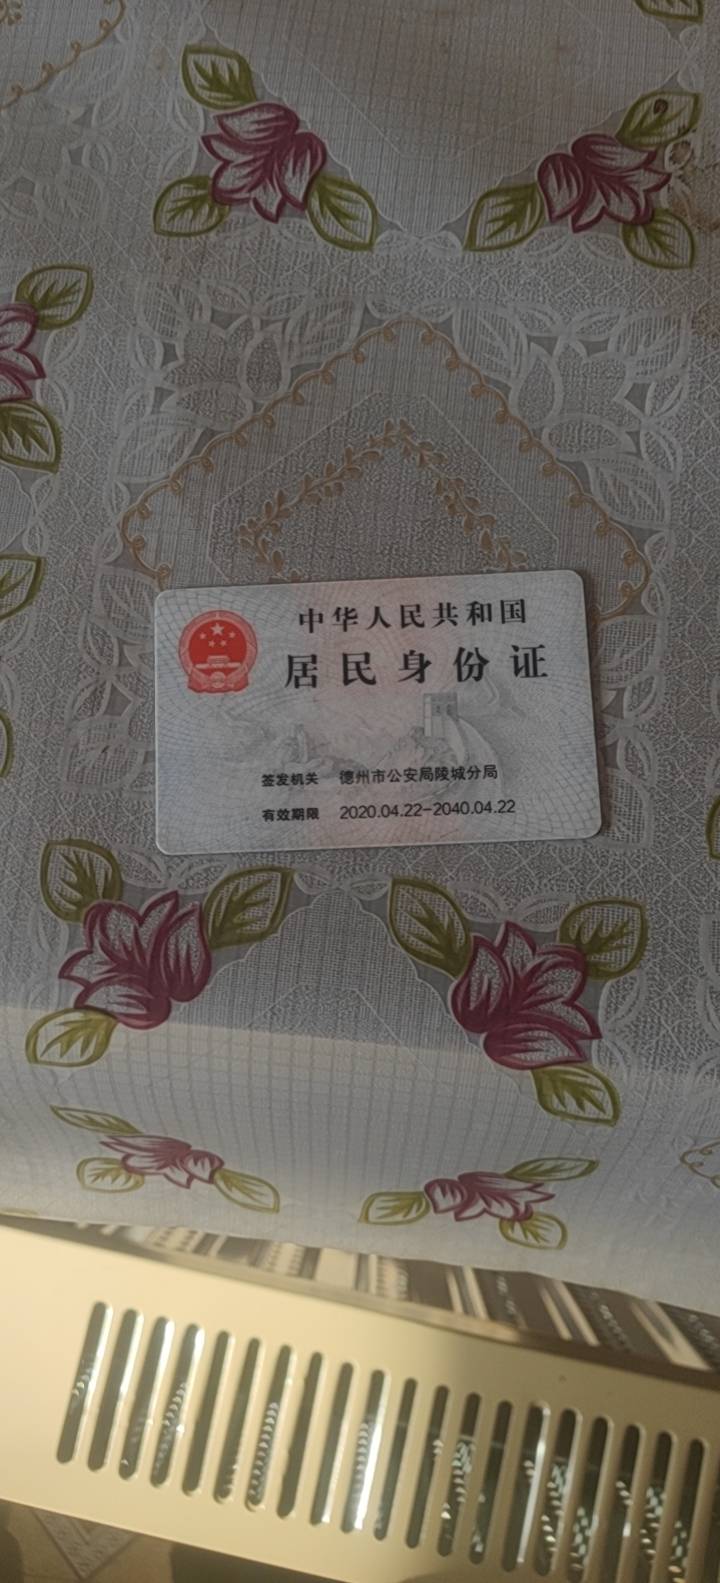 中华人民共和国
居民身份证
签发机关 德州市公安局陵城分局
有效期限 2020.04.22-2040.04.22